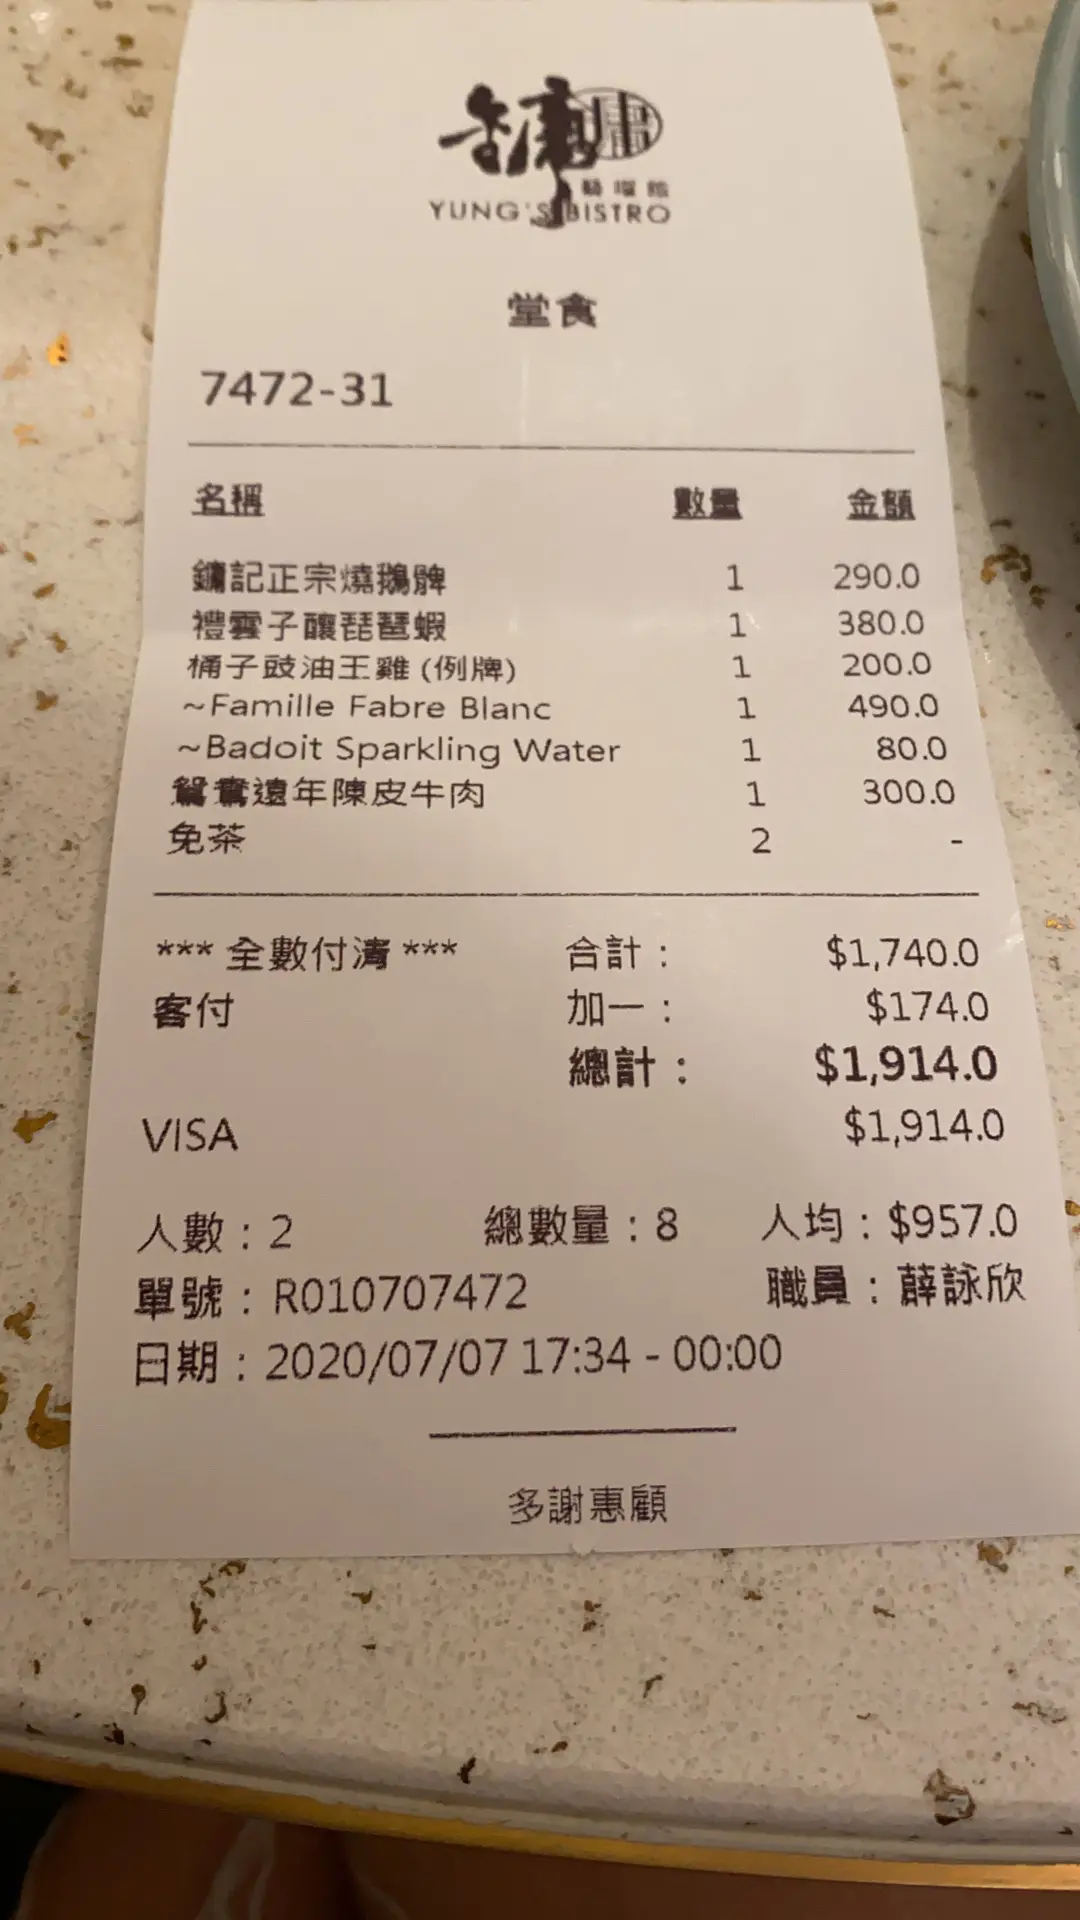 鏞
藝璀餘
YUNG'S BISTRO
堂食
7472-31
名稱 數量 金額
鏞記正宗燒鵝髀 1 290.0
禮雲子釀琵琶蝦 1 380.0
桶子豉油王雞 (例牌) 1 200.0
~Famille Fabre Blanc 1 490.0
~Badoit Sparkling Water 1 80.0
鴛鴦遠年陳皮牛肉 1 300.0
免茶 2 -
*** 全數付清 *** 合計： $1,740.0
客付 加一： $174.0
總計： $1,914.0
VISA $1,914.0
人數：2 總數量：8 人均：$957.0
單號：R010707472 職員：薛詠欣
日期：2020/07/07 17:34 - 00:00
多謝惠顧